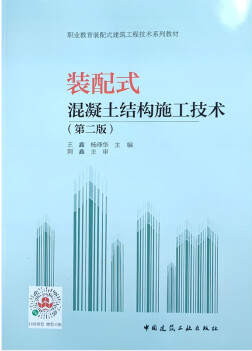 职业教育装配式建筑工程技术系列教材
装配式
混凝土结构施工技术
（第二版）
王鑫 杨泽华 主编
刘鑫 主审
中国建筑工业出版社